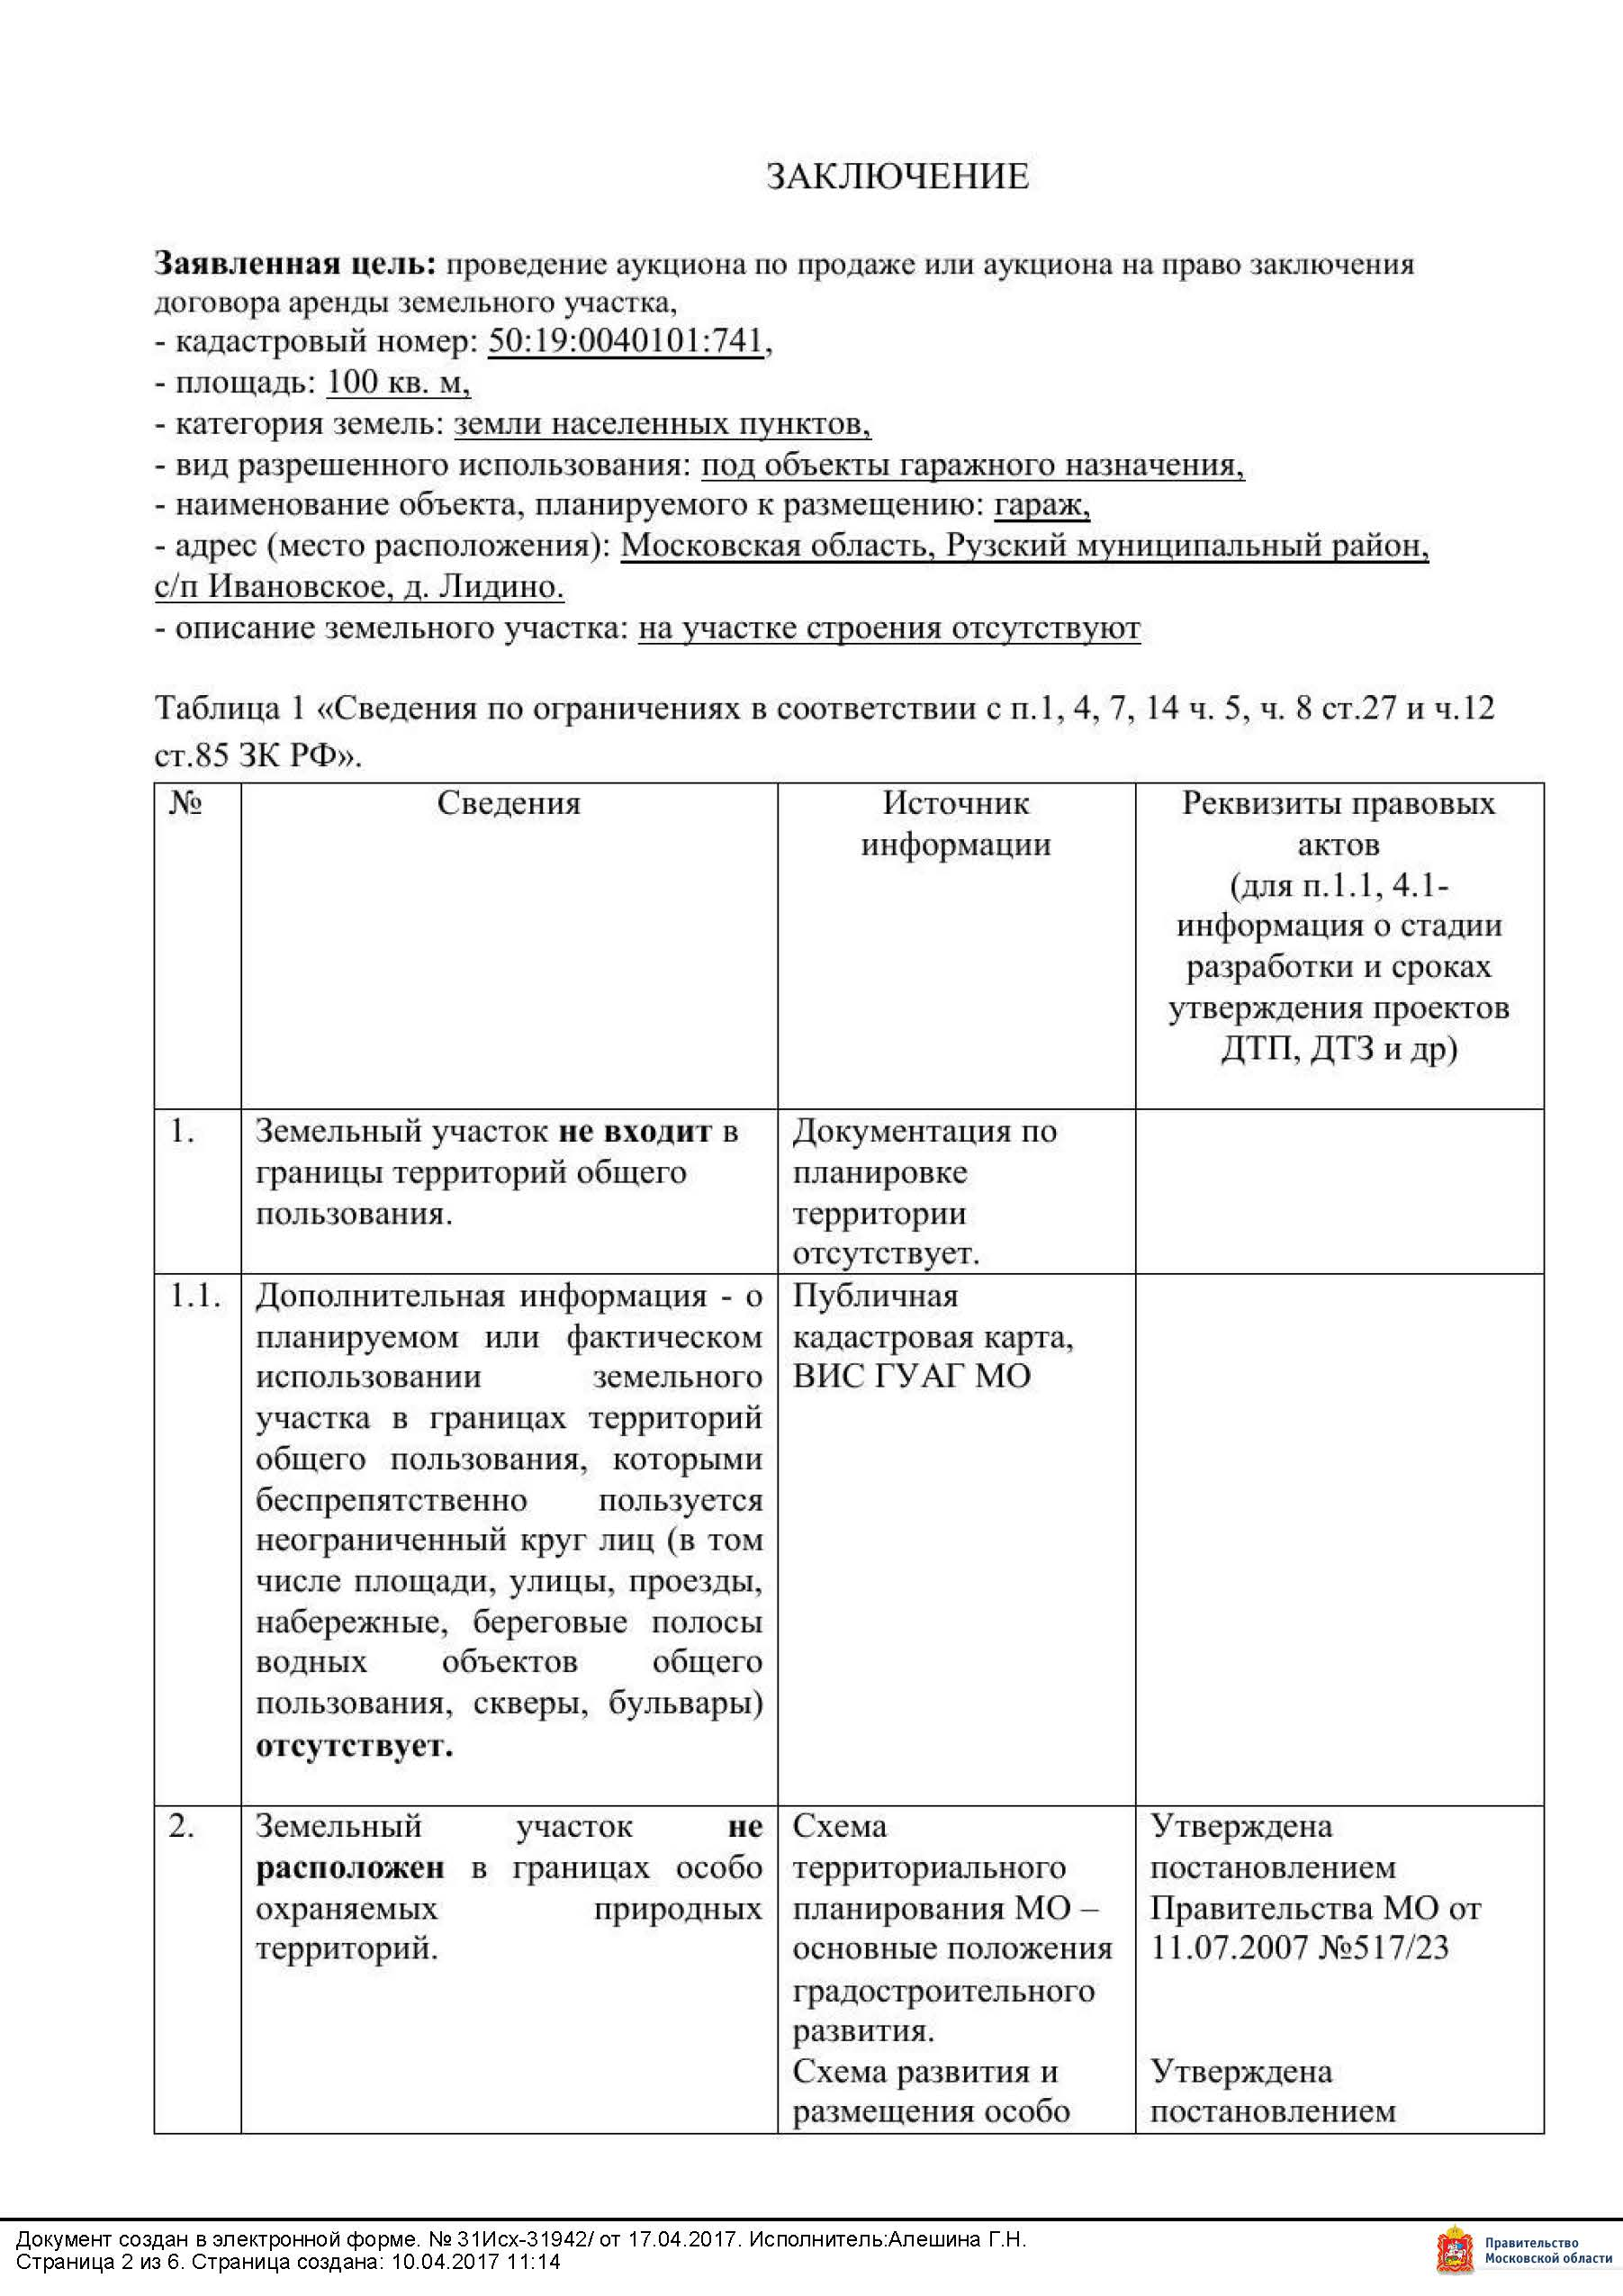 ЗАКЛЮЧЕНИЕ
Заявленная цель: проведение аукциона по продаже или аукциона на право заключения
договора аренды земельного участка,
- кадастровый номер: 50:19:0040101:741,
- площадь: 100 кв. м,
- категория земель: земли населенных пунктов,
- вид разрешенного использования: под объекты гаражного назначения,
- наименование объекта, планируемого к размещению: гараж,
- адрес (место расположения): Московская область, Рузский муниципальный район,
с/п Ивановское, д. Лидино.
- описание земельного участка: на участке строения отсутствуют
Таблица 1 «Сведения по ограничениях в соответствии с п.1, 4, 7, 14 ч. 5, ч. 8 ст.27 и ч.12
ст.85 ЗК РФ».
№
Сведения
Источник
информации
Реквизиты правовых
актов
(для п.1.1, 4.1-
информация о стадии
разработки и сроках
утверждения проектов
ДТП, ДТЗ и др)
1.
Земельный участок не входит в
границы территорий общего
пользования.
Документация по
планировке
территории
отсутствует.
1.1.
Дополнительная информация - о
планируемом или фактическом
использовании земельного
участка в границах территорий
общего пользования, которыми
беспрепятственно пользуется
неограниченный круг лиц (в том
числе площади, улицы, проезды,
набережные, береговые полосы
водных объектов общего
пользования, скверы, бульвары)
отсутствует.
Публичная
кадастровая карта,
ВИС ГУАГ МО
2.
Земельный участок не
расположен в границах особо
охраняемых природных
территорий.
Схема
территориального
планирования МО –
основные положения
градостроительного
развития.
Схема развития и
размещения особо
Утверждена
постановлением
Правительства МО от
11.07.2007 №517/23
Утверждена
постановлением
Документ создан в электронной форме. № 31Исх-31942/ от 17.04.2017. Исполнитель:Алешина Г.Н.
Страница 2 из 6. Страница создана: 10.04.2017 11:14
Правительство
Московской области